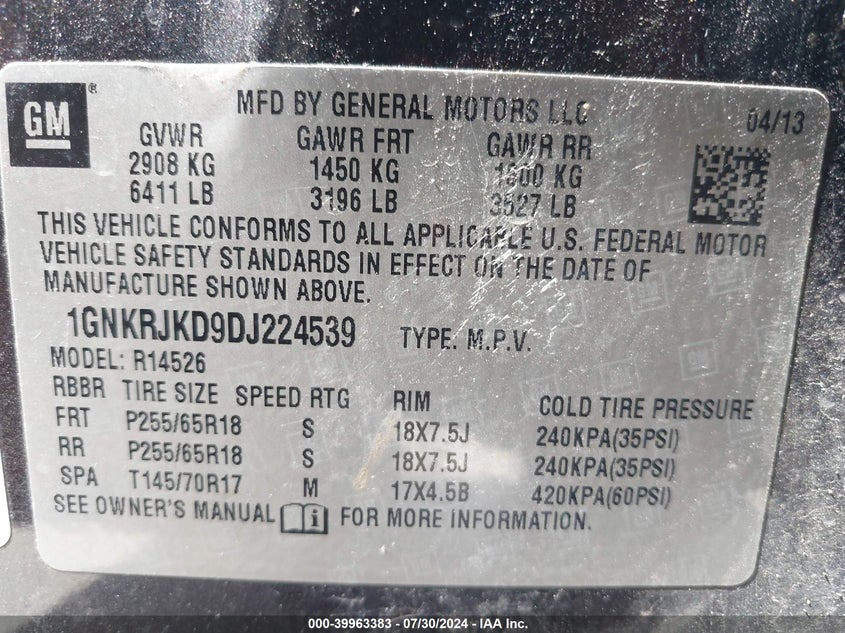 GM ®
MFD BY GENERAL MOTORS LLC
04/13
GVWR GAWR FRT GAWR RR
2908 KG 1450 KG 1600 KG
6411 LB 3196 LB 3527 LB
THIS VEHICLE CONFORMS TO ALL APPLICABLE U.S. FEDERAL MOTOR
VEHICLE SAFETY STANDARDS IN EFFECT ON THE DATE OF
MANUFACTURE SHOWN ABOVE.
1GNKRJKD9DJ224539 TYPE: M.P.V.
MODEL: R14526
RBBR TIRE SIZE SPEED RTG RIM COLD TIRE PRESSURE
FRT P255/65R18 S 18X7.5J 240KPA(35PSI)
RR P255/65R18 S 18X7.5J 240KPA(35PSI)
SPA T145/70R17 M 17X4.5B 420KPA(60PSI)
SEE OWNER'S MANUAL i FOR MORE INFORMATION.
000-39963383 / 07/30/2024 / © IAA Inc.